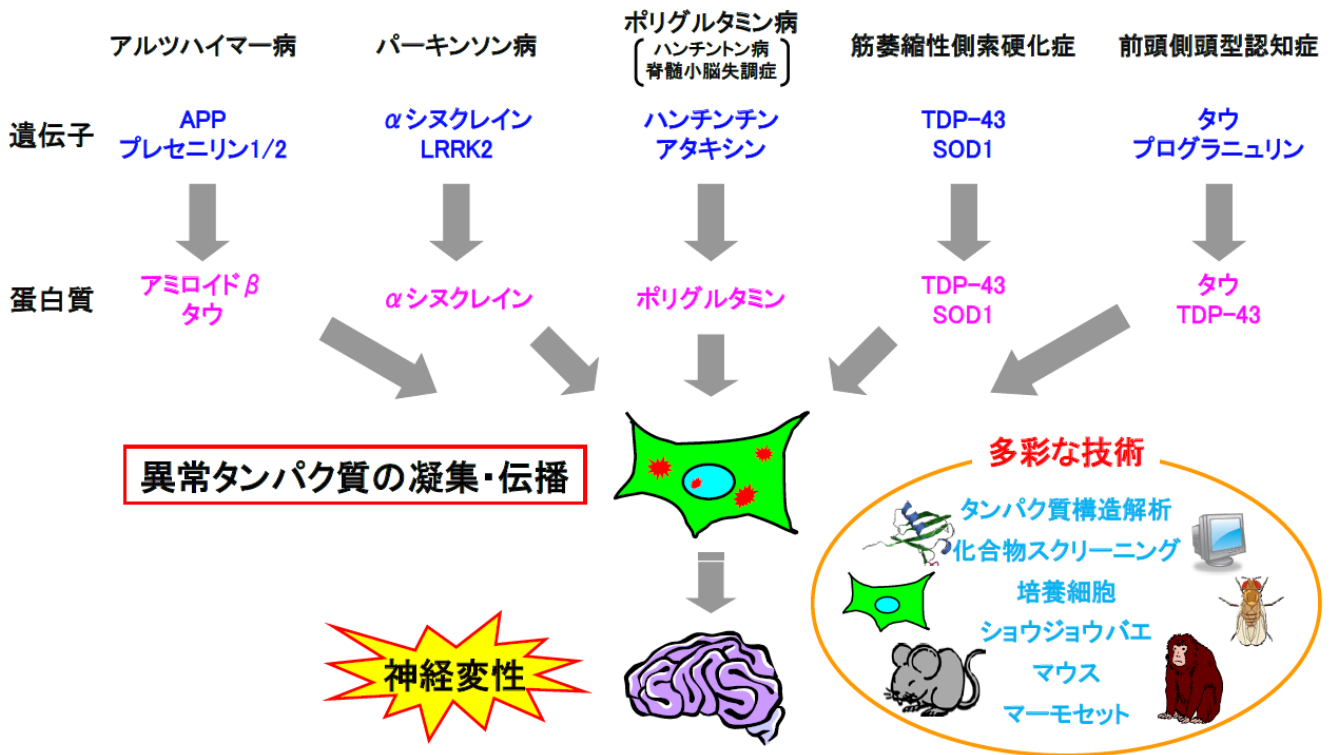 アルツハイマー病
パーキンソン病
ポリグルタミン病
ハンチントン病
脊髄小脳失調症
筋萎縮性側索硬化症
前頭側頭型認知症
遺伝子
APP
プレセニリン1/2
αシヌクレイン
LRRK2
ハンチンチン
アタキシン
TDP-43
SOD1
タウ
プログラニュリン
蛋白質
アミロイドβ
タウ
αシヌクレイン
ポリグルタミン
TDP-43
SOD1
タウ
TDP-43
異常タンパク質の凝集・伝播
神経変性
多彩な技術
タンパク質構造解析
化合物スクリーニング
培養細胞
ショウジョウバエ
マウス
マーモセット